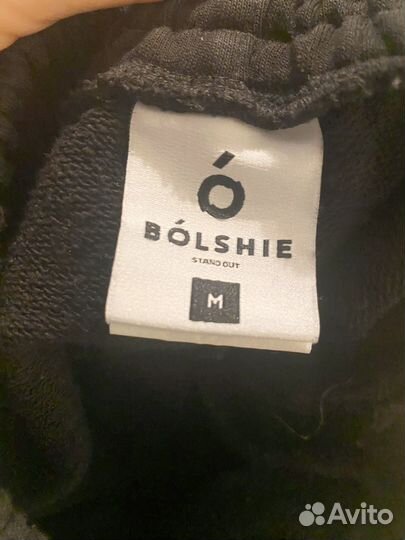 Ó
BÓLSHIE
STAND OUT
M
Avito